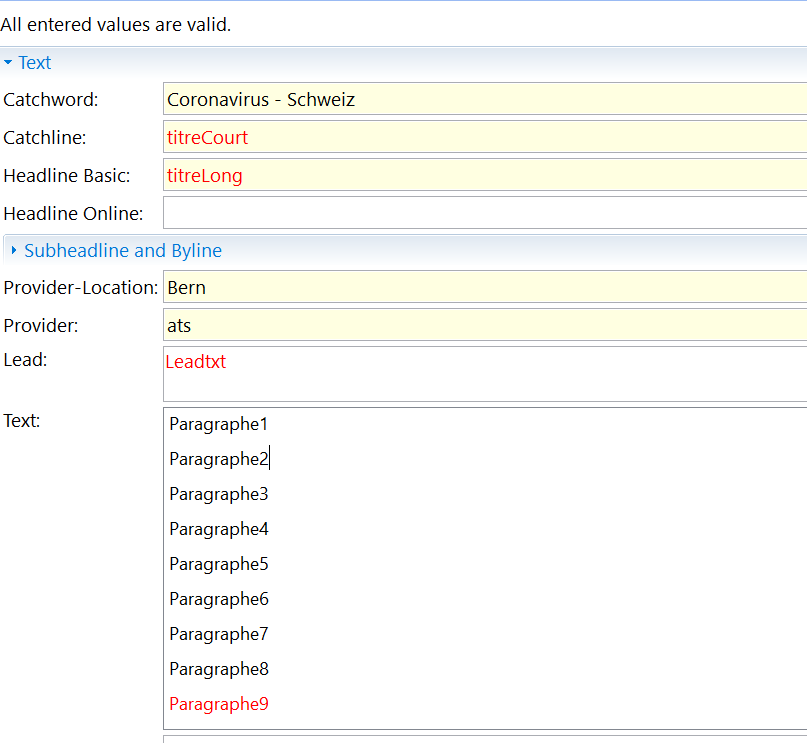 All entered values are valid.
Text
Catchword: Coronavirus - Schweiz
Catchline: titreCourt
Headline Basic: titreLong
Headline Online:
Subheadline and Byline
Provider-Location: Bern
Provider: ats
Lead: Leadtxt
Text: Paragraphe1
Paragraphe2
Paragraphe3
Paragraphe4
Paragraphe5
Paragraphe6
Paragraphe7
Paragraphe8
Paragraphe9